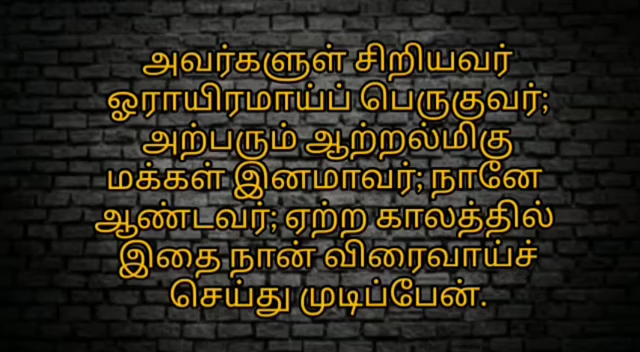 அவர்களுள் சிறியவர்
ஓராயிரமாய்ப் பெருகுவர்;
அற்பரும் ஆற்றல்மிகு
மக்கள் இனமாவர்; நானே
ஆண்டவர்; ஏற்ற காலத்தில்
இதை நான் விரைவாய்ச்
செய்து முடிப்பேன்.